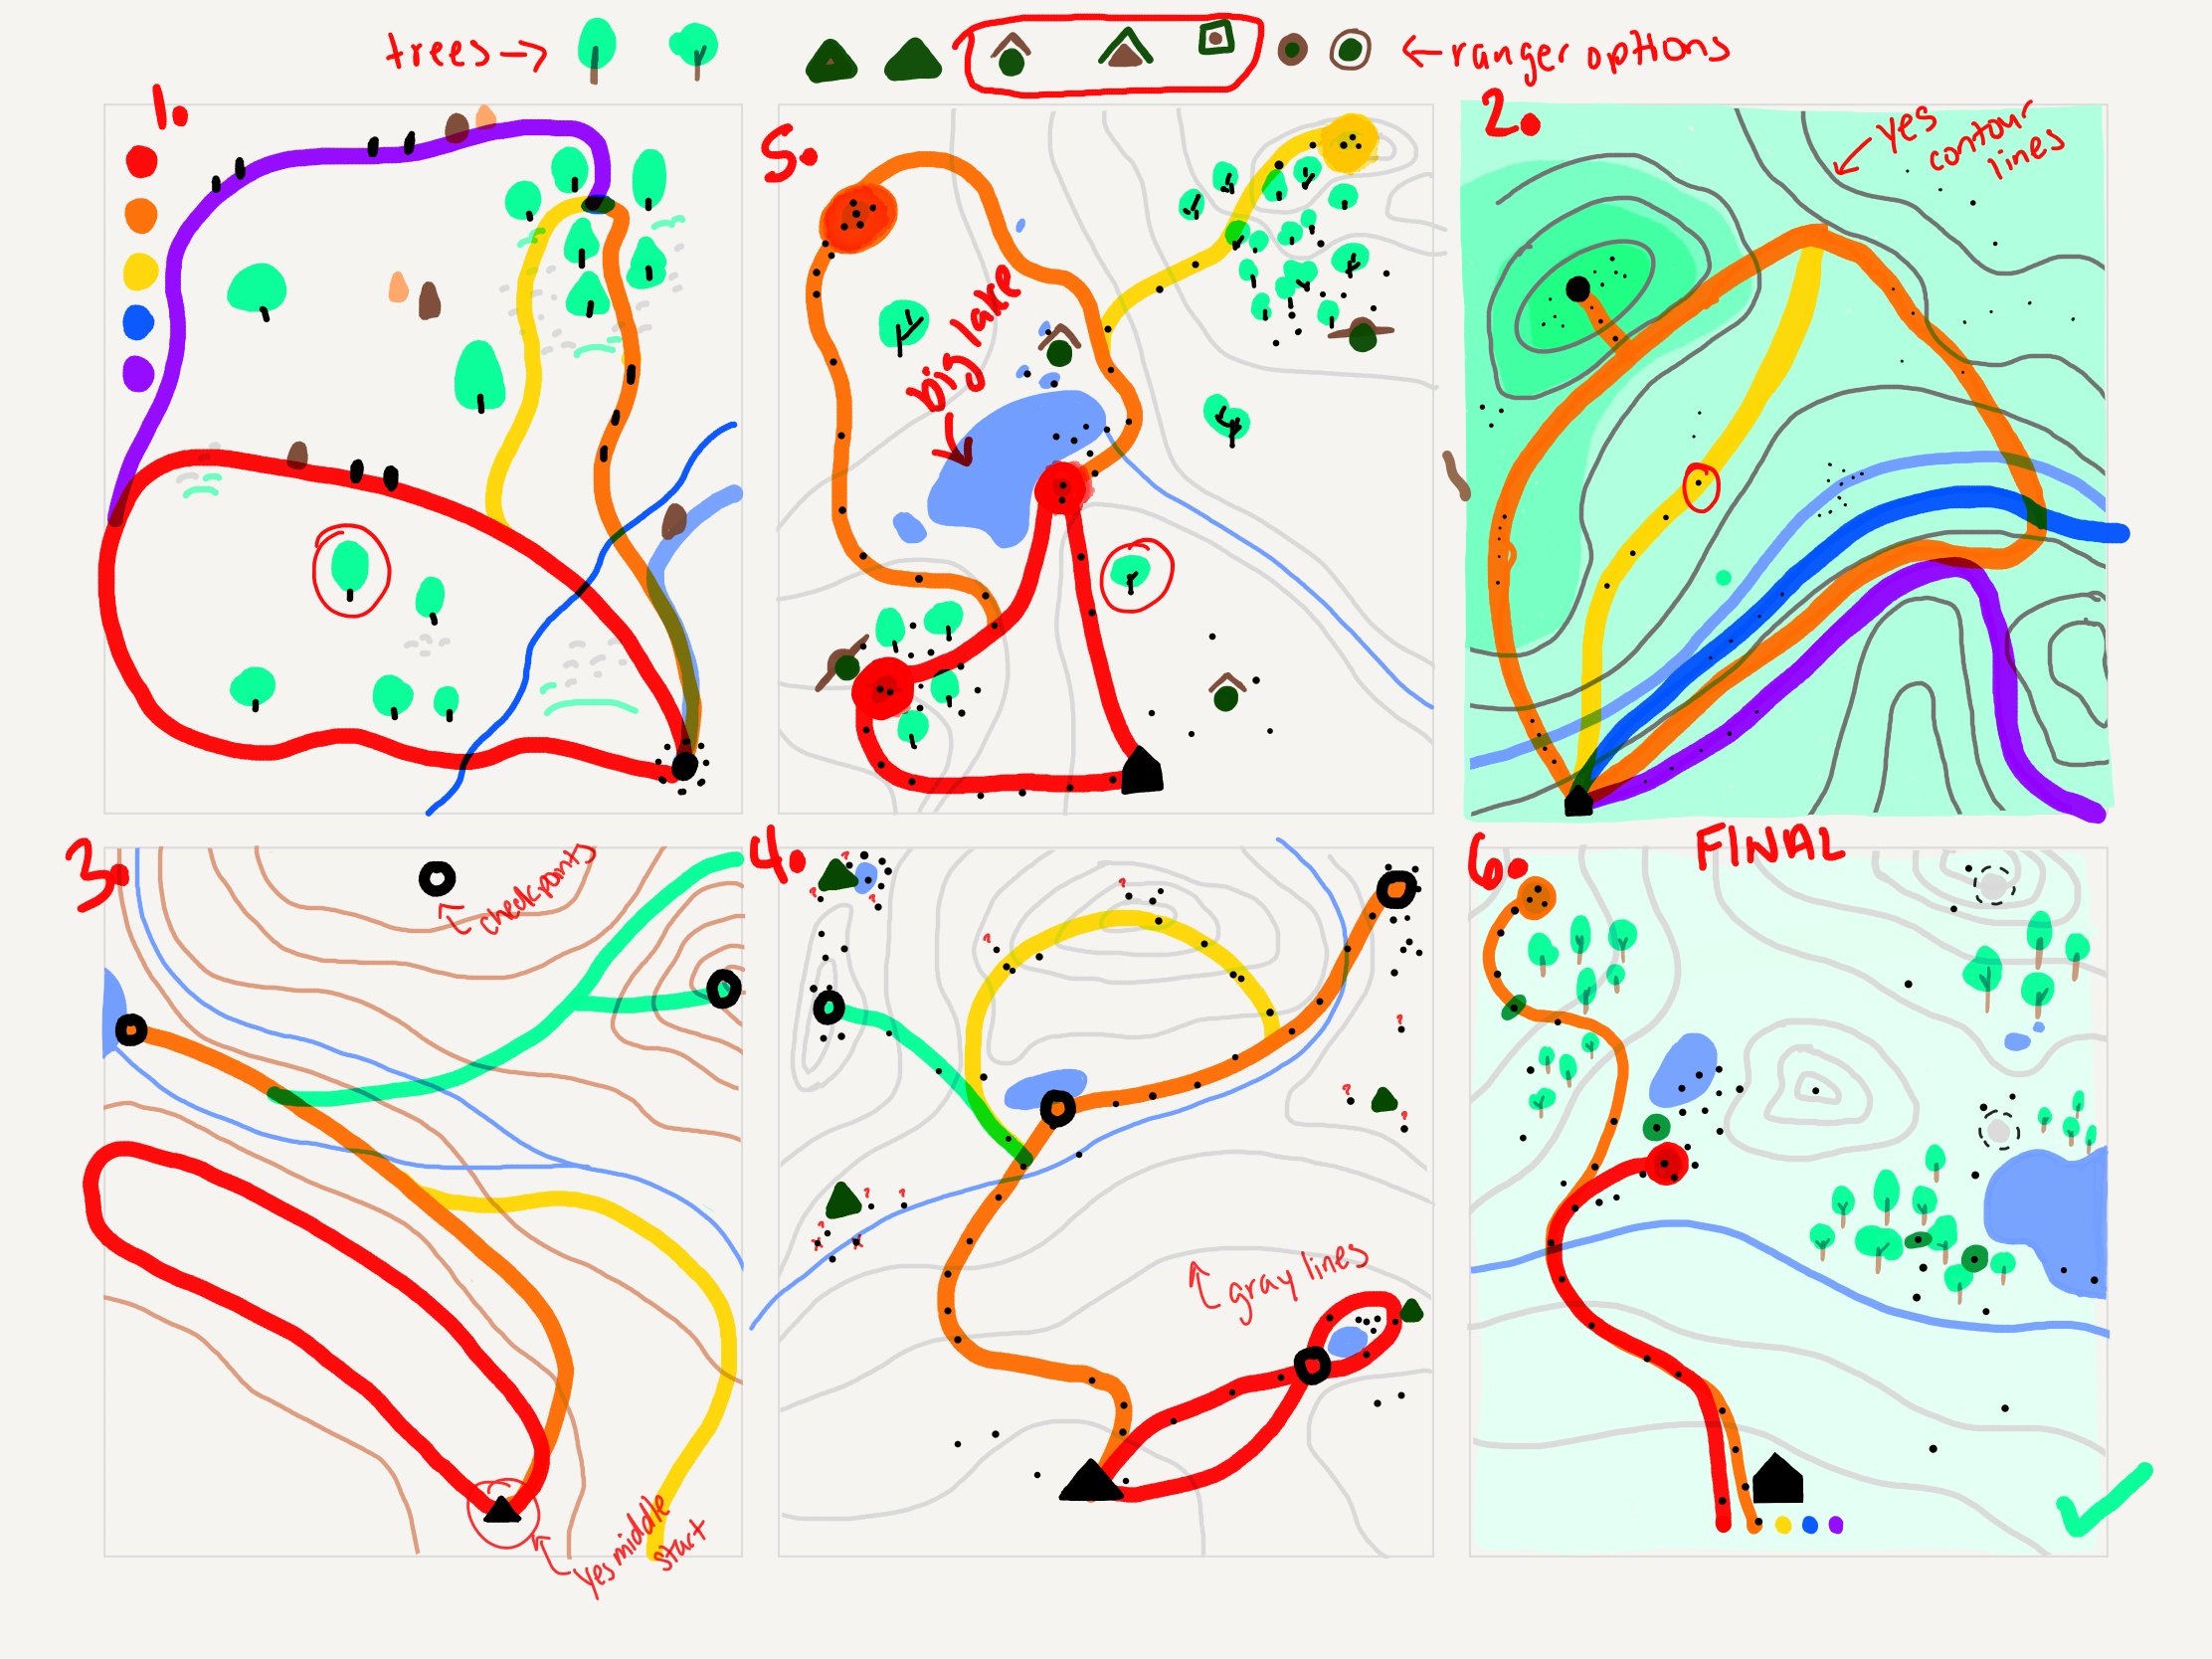 trees →
← ranger options
1.
5.
2.
yes
contour
lines
big lake
3.
← checkpoints
4.
FINAL
6.
↑ gray lines
← yes middle
start